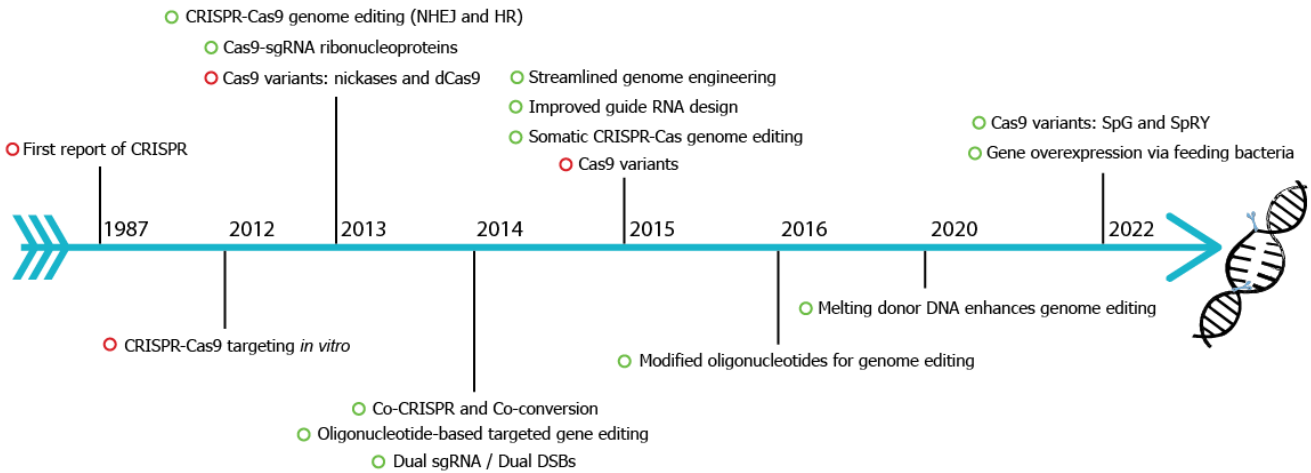 CRISPR-Cas9 genome editing (NHEJ and HR)
Cas9-sgRNA ribonucleoproteins
Cas9 variants: nickases and dCas9
Streamlined genome engineering
Improved guide RNA design
Somatic CRISPR-Cas genome editing
Cas9 variants
Cas9 variants: SpG and SpRY
Gene overexpression via feeding bacteria
First report of CRISPR
1987
2012
2013
2014
2015
2016
2020
2022
Melting donor DNA enhances genome editing
CRISPR-Cas9 targeting in vitro
Modified oligonucleotides for genome editing
Co-CRISPR and Co-conversion
Oligonucleotide-based targeted gene editing
Dual sgRNA / Dual DSBs